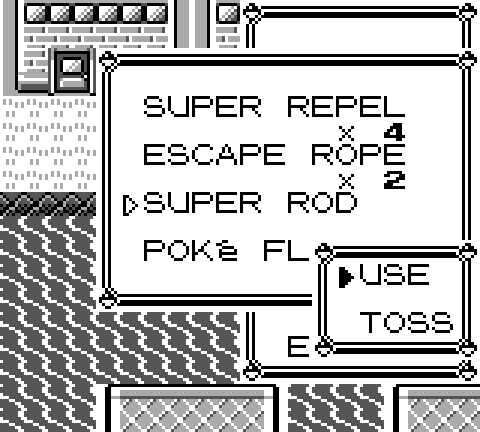 SUPER REPEL
× 4
ESCAPE ROPE
× 2
▷SUPER ROD
POKé FL
▶USE
TOSS
E